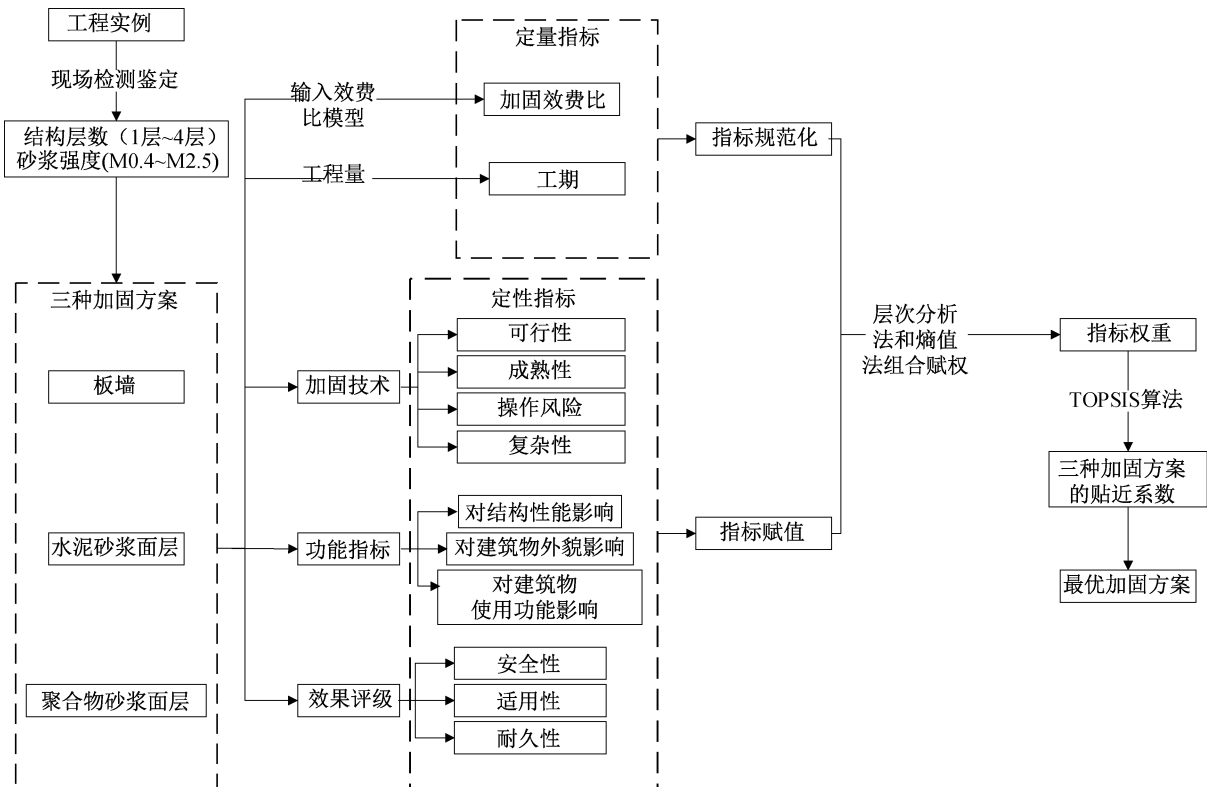 工程实例
现场检测鉴定
结构层数（1层~4层）
砂浆强度(M0.4~M2.5)
三种加固方案
板墙
水泥砂浆面层
聚合物砂浆面层
输入效费
比模型
工程量
定量指标
加固效费比
工期
定性指标
加固技术
可行性
成熟性
操作风险
复杂性
功能指标
对结构性能影响
对建筑物外貌影响
对建筑物
使用功能影响
效果评级
安全性
适用性
耐久性
指标规范化
指标赋值
层次分析
法和熵值
法组合赋权
指标权重
TOPSIS算法
三种加固方案
的贴近系数
最优加固方案